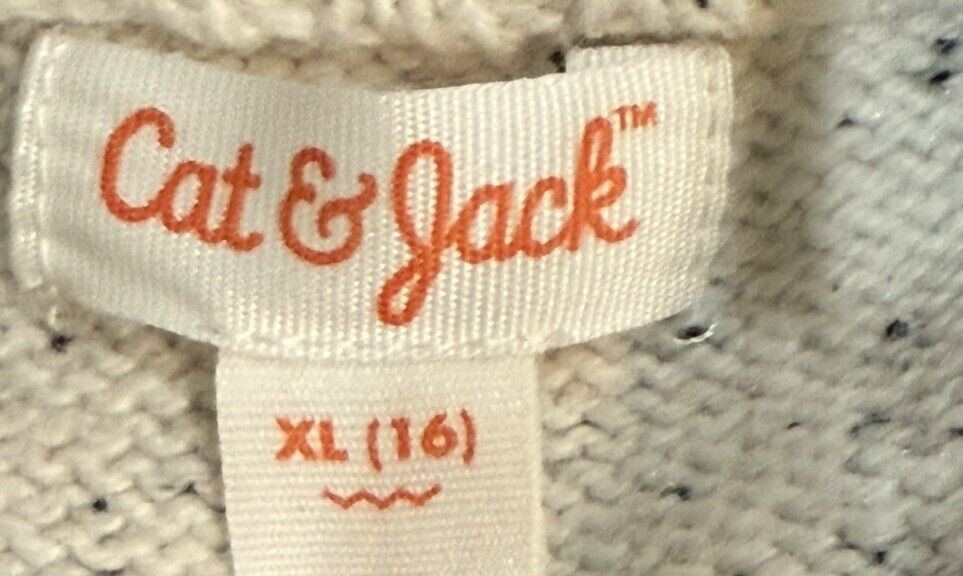 Cat & Jack™
XL (16)